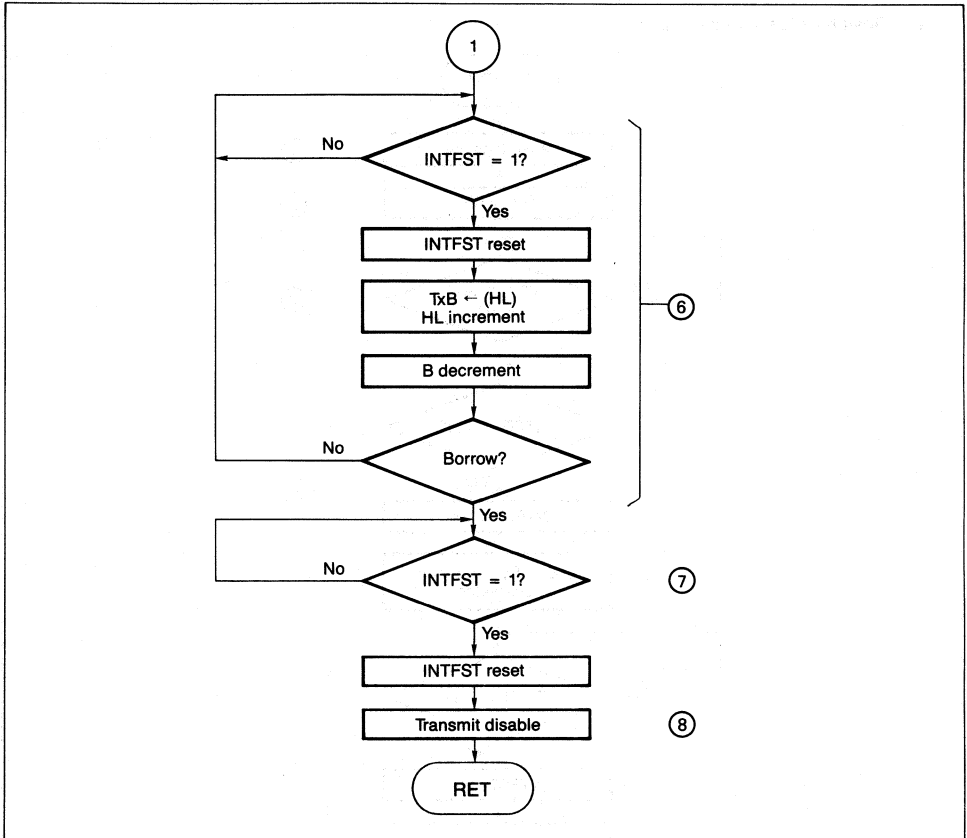 1
No
INTFST = 1?
Yes
INTFST reset
TxB ← (HL)
HL increment
⑥
B decrement
No
Borrow?
Yes
No
INTFST = 1?
⑦
Yes
INTFST reset
Transmit disable
⑧
RET